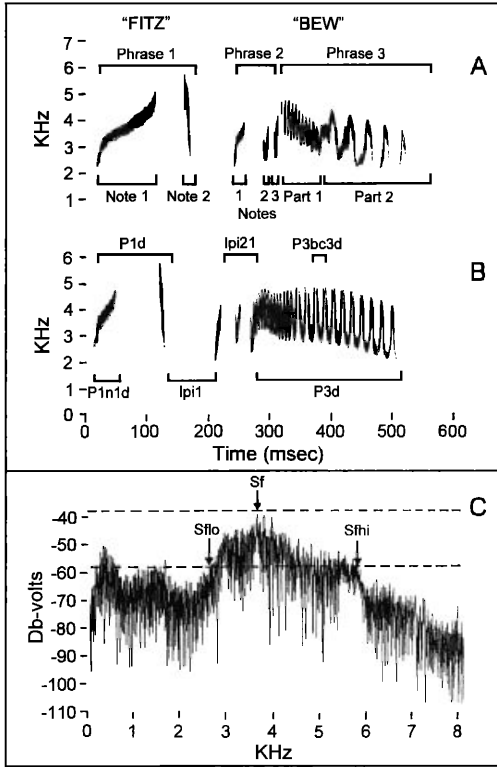 "FITZ" "BEW"
Phrase 1 Phrase 2 Phrase 3
A
7
6
5
4
3
2
1
KHz
Note 1 Note 2 1 2 3 Part 1 Part 2
Notes
P1d Ipi21 P3bc3d
B
6
5
4
3
2
1
0
KHz
P1n1d Ipi1 P3d
0 100 200 300 400 500 600
Time (msec)
C
Sf
Sflo Sfhi
-40
-50
-60
-70
-80
-90
-100
-110
Db-volts
0 1 2 3 4 5 6 7 8
KHz